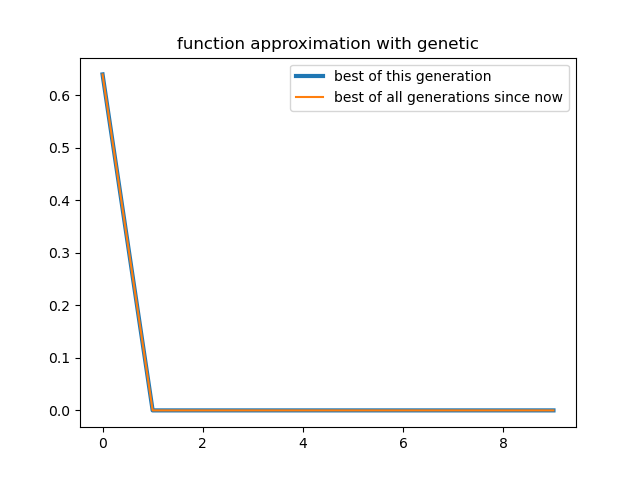 function approximation with genetic
best of this generation
best of all generations since now
0.6
0.5
0.4
0.3
0.2
0.1
0.0
0 2 4 6 8